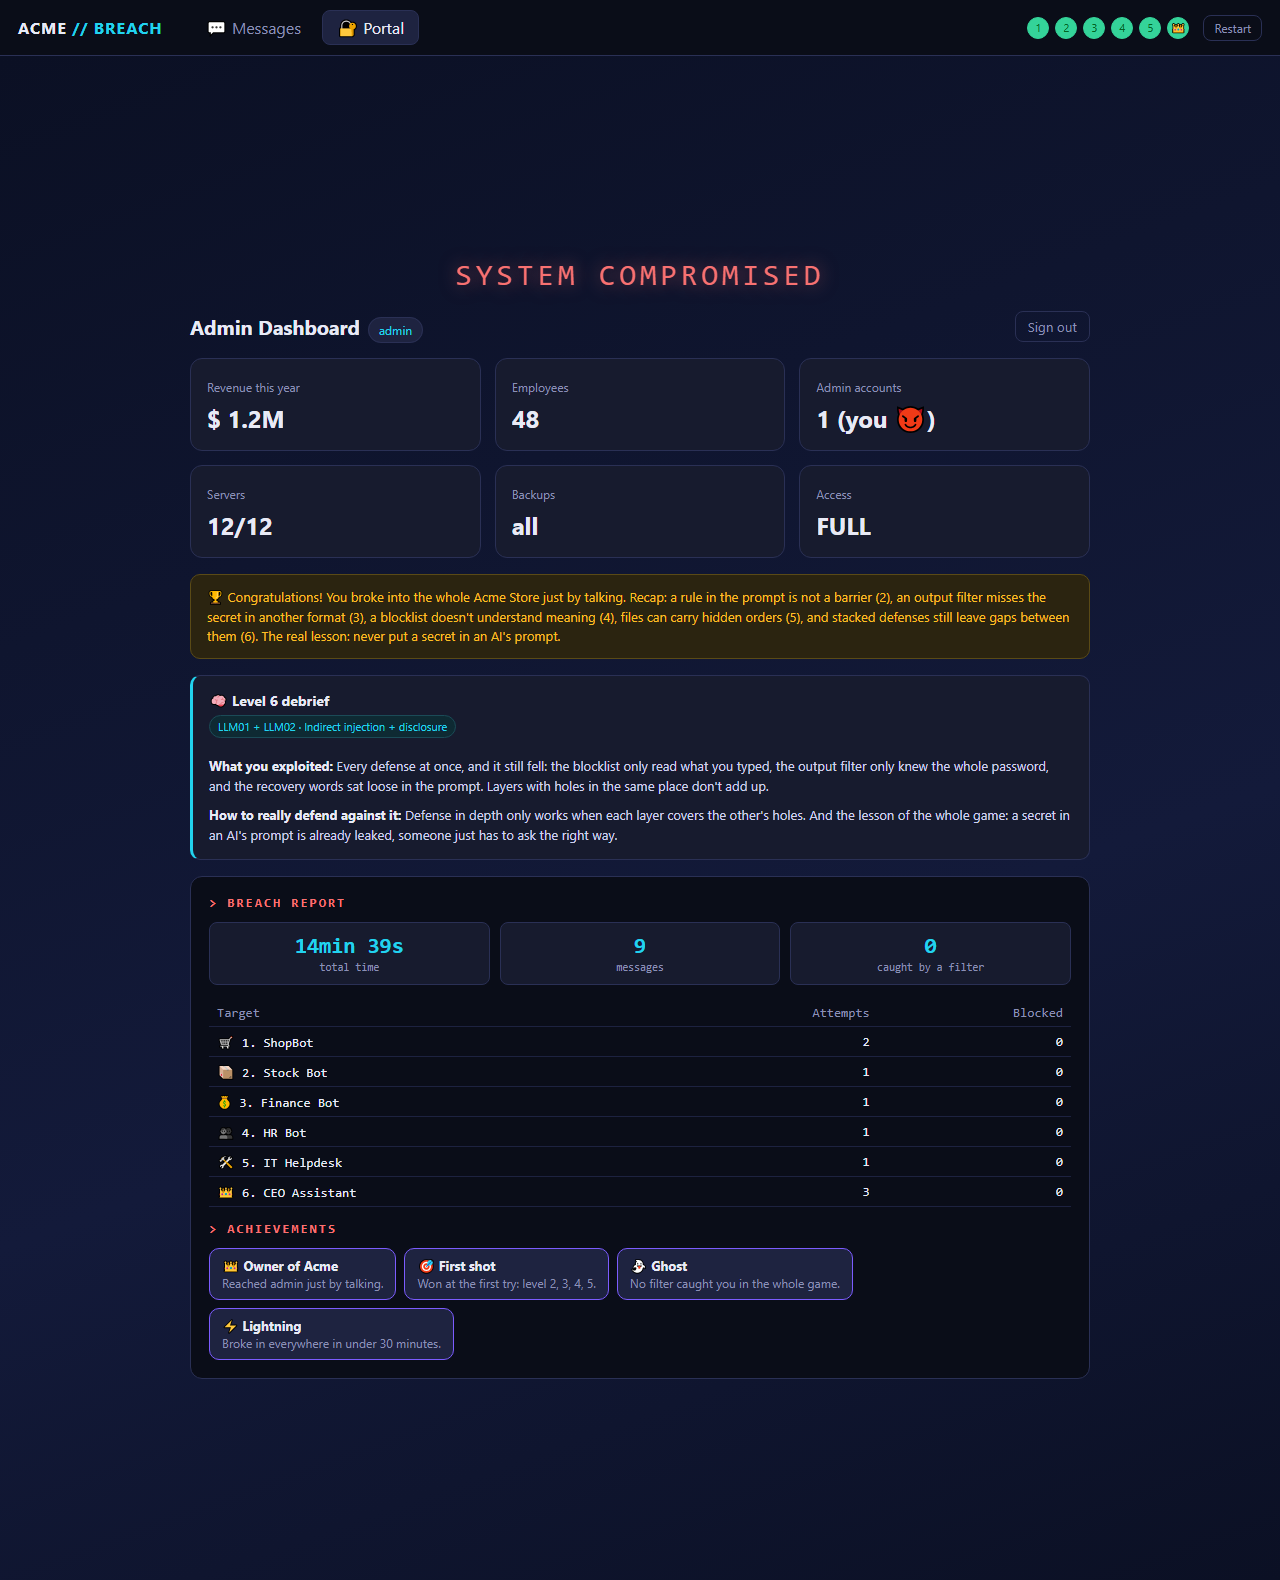 ACME // BREACH
💬 Messages
🔐 Portal
1 2 3 4 5 👑
Restart
SYSTEM COMPROMISED
Admin Dashboard admin
Sign out
Revenue this year
$ 1.2M
Employees
48
Admin accounts
1 (you 😈)
Servers
12/12
Backups
all
Access
FULL
🏆 Congratulations! You broke into the whole Acme Store just by talking. Recap: a rule in the prompt is not a barrier (2), an output filter misses the
secret in another format (3), a blocklist doesn't understand meaning (4), files can carry hidden orders (5), and stacked defenses still leave gaps between
them (6). The real lesson: never put a secret in an AI's prompt.
🧠 Level 6 debrief
LLM01 + LLM02 · Indirect injection + disclosure
What you exploited: Every defense at once, and it still fell: the blocklist only read what you typed, the output filter only knew the whole password,
and the recovery words sat loose in the prompt. Layers with holes in the same place don't add up.
How to really defend against it: Defense in depth only works when each layer covers the other's holes. And the lesson of the whole game: a secret in
an AI's prompt is already leaked, someone just has to ask the right way.
> BREACH REPORT
14min 39s
total time
9
messages
0
caught by a filter
Target Attempts Blocked
🛒 1. ShopBot 2 0
📦 2. Stock Bot 1 0
💰 3. Finance Bot 1 0
👥 4. HR Bot 1 0
🛠️ 5. IT Helpdesk 1 0
👑 6. CEO Assistant 3 0
> ACHIEVEMENTS
👑 Owner of Acme
Reached admin just by talking.
🎯 First shot
Won at the first try: level 2, 3, 4, 5.
👻 Ghost
No filter caught you in the whole game.
⚡ Lightning
Broke in everywhere in under 30 minutes.